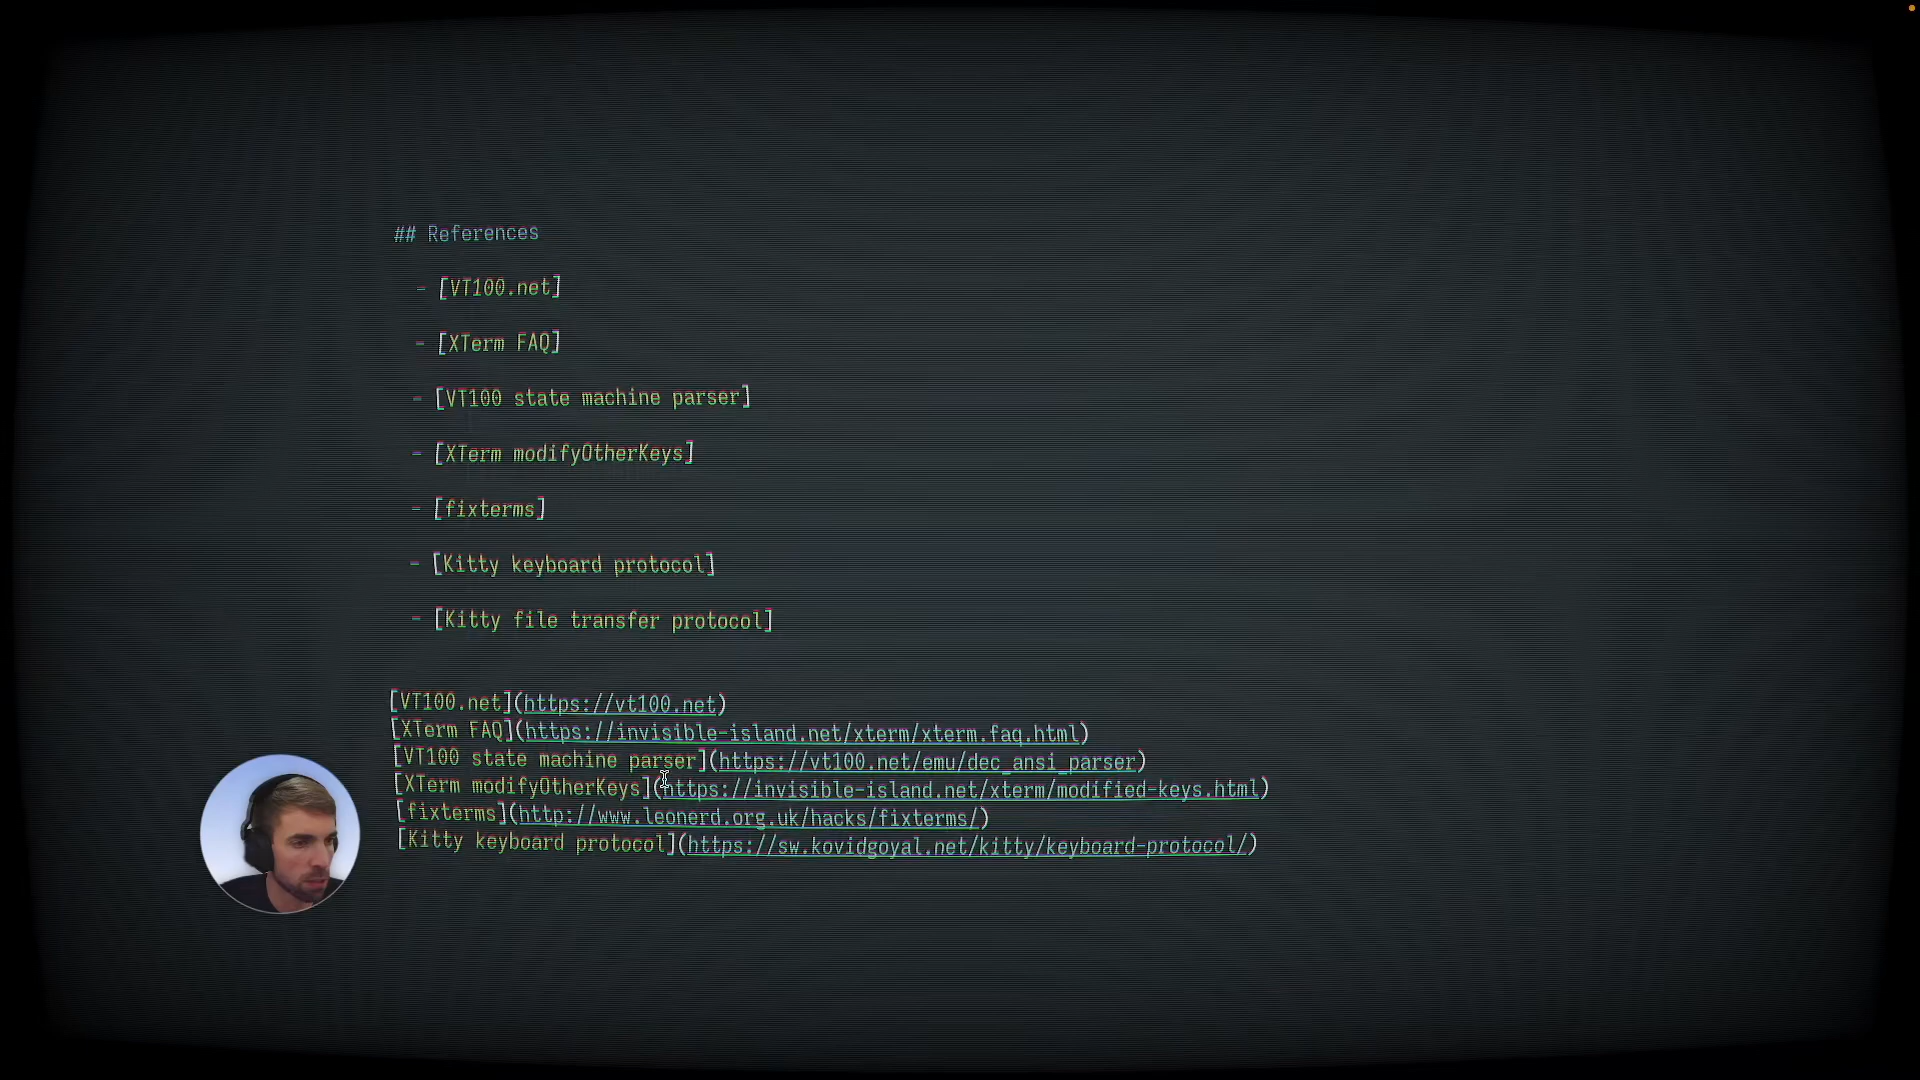 ## References
- [VT100.net]
- [XTerm FAQ]
- [VT100 state machine parser]
- [XTerm modifyOtherKeys]
- [fixterms]
- [Kitty keyboard protocol]
- [Kitty file transfer protocol]
[VT100.net](https://vt100.net)
[XTerm FAQ](https://invisible-island.net/xterm/xterm.faq.html)
[VT100 state machine parser](https://vt100.net/emu/dec_ansi_parser)
[XTerm modifyOtherKeys](https://invisible-island.net/xterm/modified-keys.html)
[fixterms](http://www.leonerd.org.uk/hacks/fixterms/)
[Kitty keyboard protocol](https://sw.kovidgoyal.net/kitty/keyboard-protocol/)